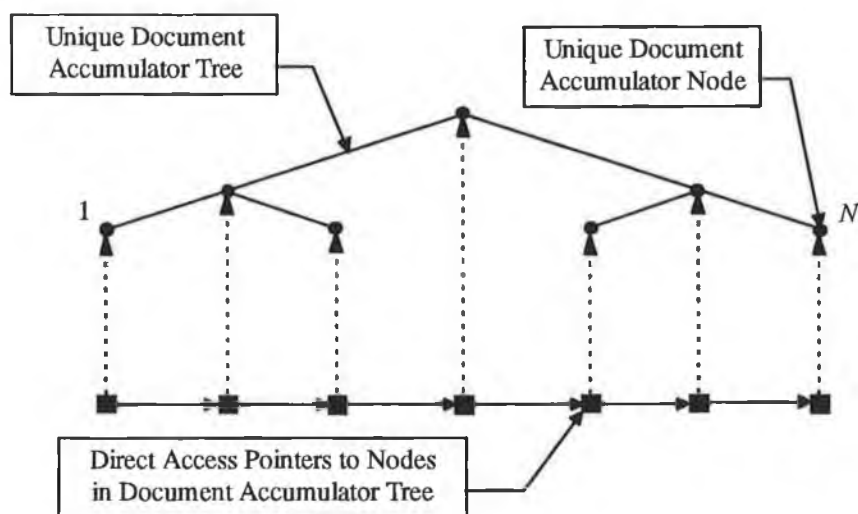 Unique Document
Accumulator Tree
Unique Document
Accumulator Node
1
N
Direct Access Pointers to Nodes
in Document Accumulator Tree